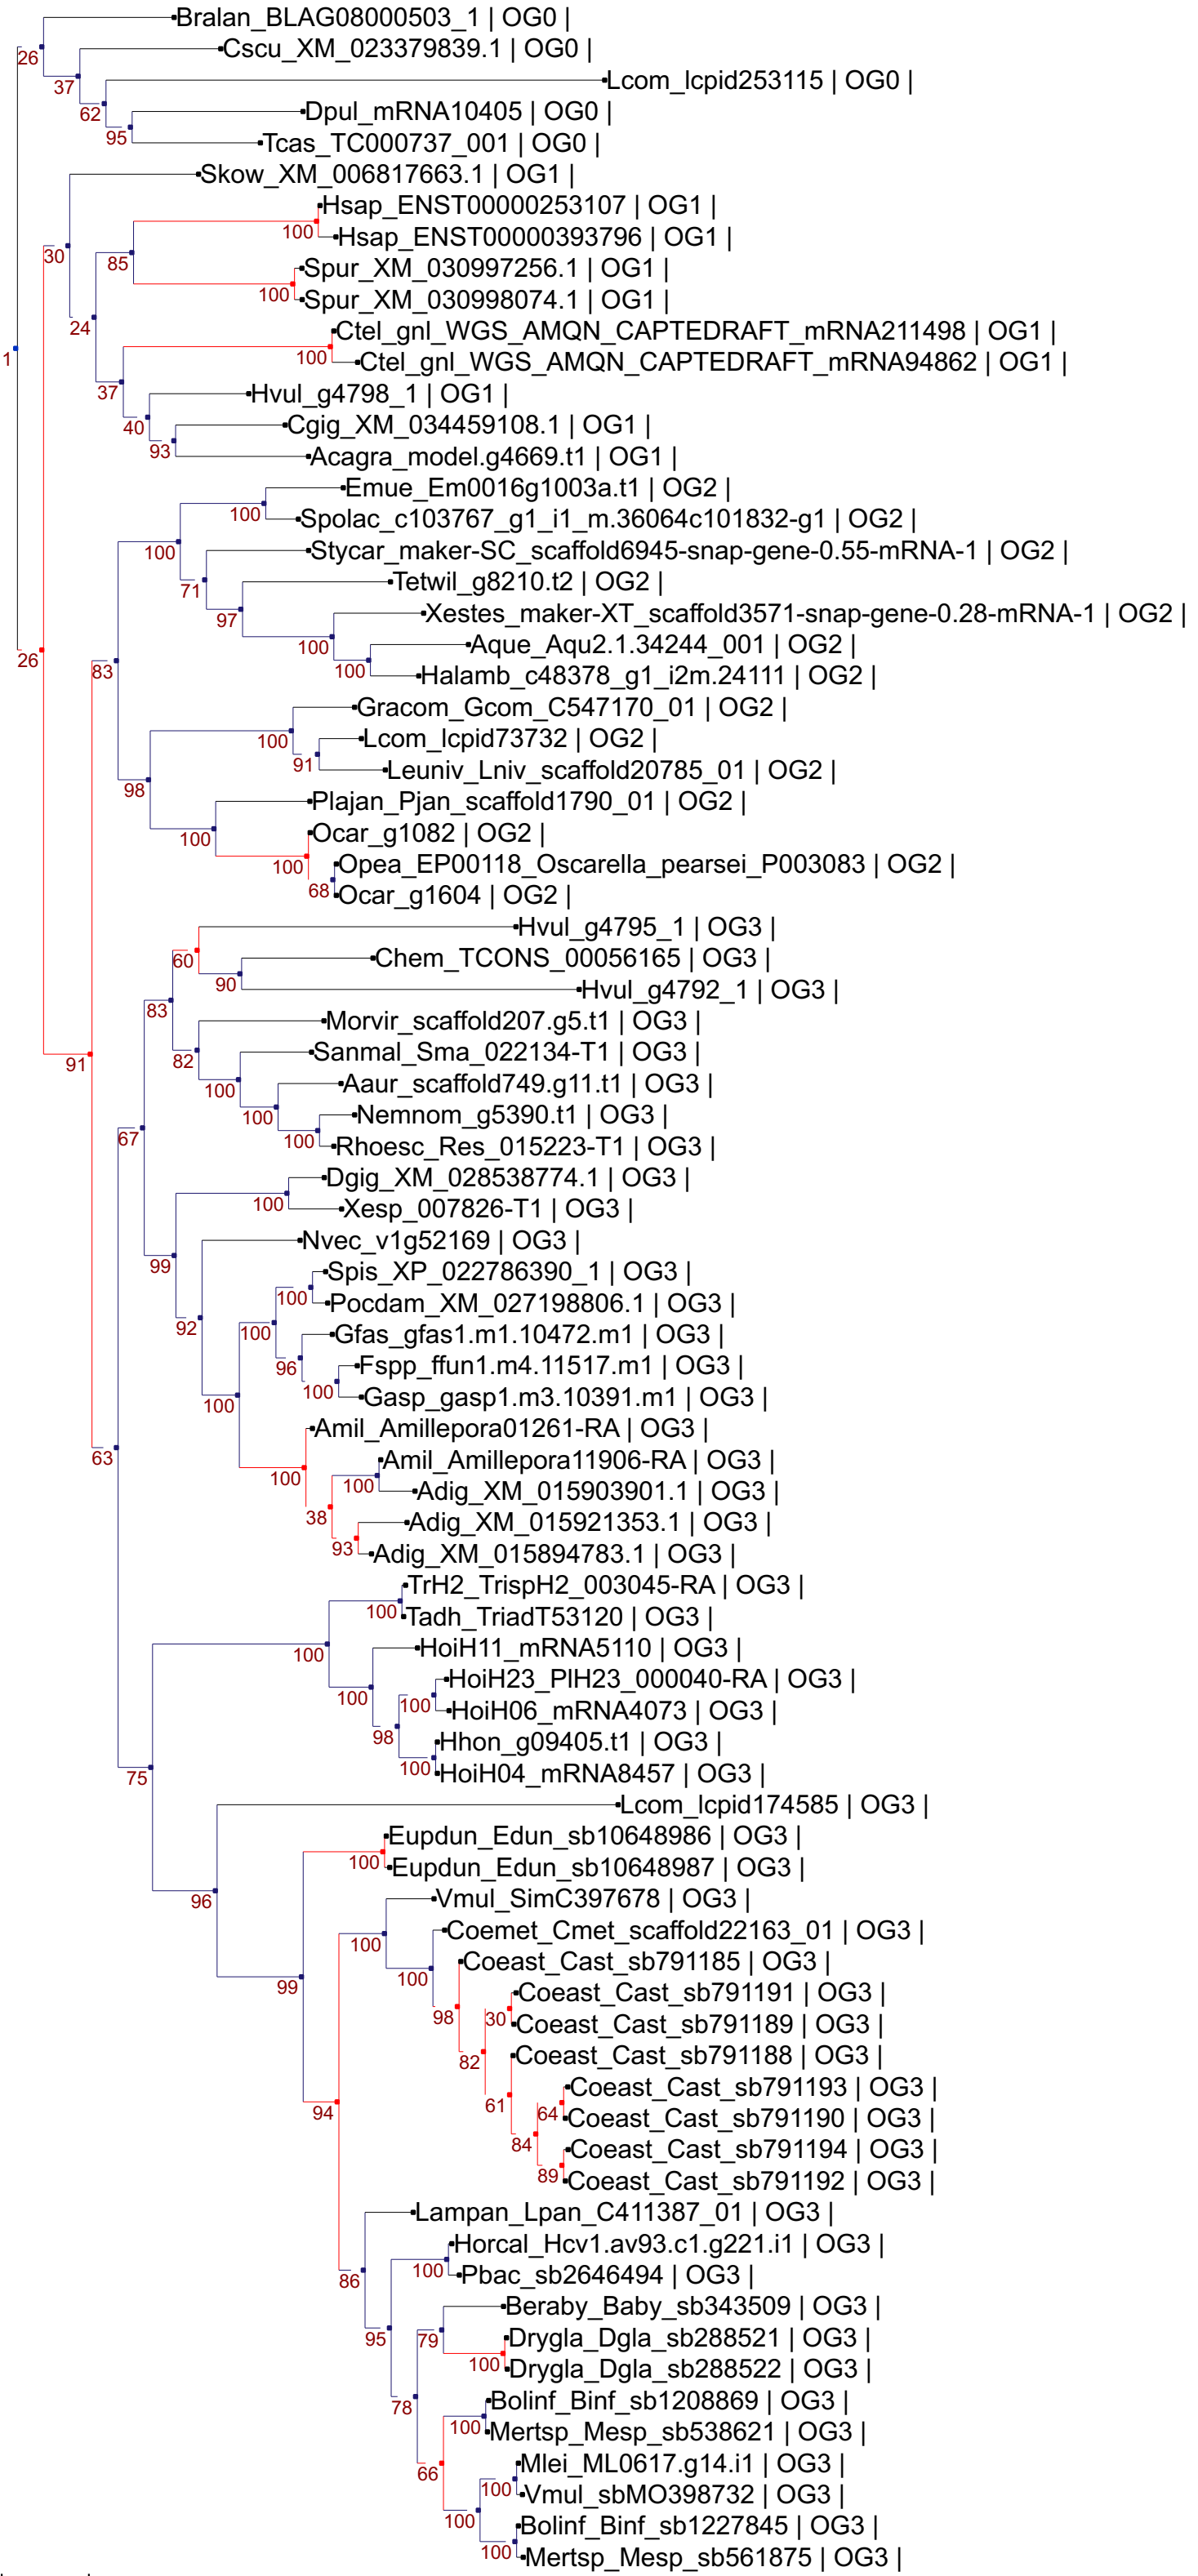 Bralan_BLAG08000503_1 | OG0 |
26
Cscu_XM_023379839.1 | OG0 |
37
Lcom_lcpid253115 | OG0 |
62
Dpul_mRNA10405 | OG0 |
95
Tcas_TC000737_001 | OG0 |
Skow_XM_006817663.1 | OG1 |
Hsap_ENST00000253107 | OG1 |
100
Hsap_ENST00000393796 | OG1 |
30
85
Spur_XM_030997256.1 | OG1 |
100
Spur_XM_030998074.1 | OG1 |
24
Ctel_gnl_WGS_AMQN_CAPTEDRAFT_mRNA211498 | OG1 |
1
100
Ctel_gnl_WGS_AMQN_CAPTEDRAFT_mRNA94862 | OG1 |
37
Hvul_g4798_1 | OG1 |
40
Cgig_XM_034459108.1 | OG1 |
93
Acagra_model.g4669.t1 | OG1 |
Emue_Em0016g1003a.t1 | OG2 |
100
Spolac_c103767_g1_i1_m.36064c101832-g1 | OG2 |
100
Stycar_maker-SC_scaffold6945-snap-gene-0.55-mRNA-1 | OG2 |
71
Tetwil_g8210.t2 | OG2 |
97
Xestes_maker-XT_scaffold3571-snap-gene-0.28-mRNA-1 | OG2 |
100
Aque_Aqu2.1.34244_001 | OG2 |
26
83
100
Halamb_c48378_g1_i2m.24111 | OG2 |
Gracom_Gcom_C547170_01 | OG2 |
100
Lcom_lcpid73732 | OG2 |
91
Leuniv_Lniv_scaffold20785_01 | OG2 |
98
Plajan_Pjan_scaffold1790_01 | OG2 |
100
Ocar_g1082 | OG2 |
100
Opea_EP00118_Oscarella_pearsei_P003083 | OG2 |
68
Ocar_g1604 | OG2 |
Hvul_g4795_1 | OG3 |
60
Chem_TCONS_00056165 | OG3 |
90
Hvul_g4792_1 | OG3 |
83
Morvir_scaffold207.g5.t1 | OG3 |
82
Sanmal_Sma_022134-T1 | OG3 |
91
100
Aaur_scaffold749.g11.t1 | OG3 |
100
Nemnom_g5390.t1 | OG3 |
67
100
Rhoesc_Res_015223-T1 | OG3 |
Dgig_XM_028538774.1 | OG3 |
100
Xesp_007826-T1 | OG3 |
Nvec_v1g52169 | OG3 |
99
Spis_XP_022786390_1 | OG3 |
100
Pocdam_XM_027198806.1 | OG3 |
92
100
Gfas_gfas1.m1.10472.m1 | OG3 |
96
Fspp_ffun1.m4.11517.m1 | OG3 |
100
Gasp_gasp1.m3.10391.m1 | OG3 |
100
Amil_Amillepora01261-RA | OG3 |
63
Amil_Amillepora11906-RA | OG3 |
100
100
Adig_XM_015903901.1 | OG3 |
38
Adig_XM_015921353.1 | OG3 |
93
Adig_XM_015894783.1 | OG3 |
TrH2_TrispH2_003045-RA | OG3 |
100
Tadh_TriadT53120 | OG3 |
100
HoiH11_mRNA5110 | OG3 |
100
HoiH23_PlH23_000040-RA | OG3 |
100
HoiH06_mRNA4073 | OG3 |
98
Hhon_g09405.t1 | OG3 |
100
HoiH04_mRNA8457 | OG3 |
75
Lcom_lcpid174585 | OG3 |
Eupdun_Edun_sb10648986 | OG3 |
100
Eupdun_Edun_sb10648987 | OG3 |
96
Vmul_SimC397678 | OG3 |
Coemet_Cmet_scaffold22163_01 | OG3 |
100
Coeast_Cast_sb791185 | OG3 |
99
100
Coeast_Cast_sb791191 | OG3 |
98
30
Coeast_Cast_sb791189 | OG3 |
82
Coeast_Cast_sb791188 | OG3 |
Coeast_Cast_sb791193 | OG3 |
61
64
94
Coeast_Cast_sb791190 | OG3 |
84
Coeast_Cast_sb791194 | OG3 |
89
Coeast_Cast_sb791192 | OG3 |
Lampan_Lpan_C411387_01 | OG3 |
Horcal_Hcv1.av93.c1.g221.i1 | OG3 |
86
100
Pbac_sb2646494 | OG3 |
Beraby_Baby_sb343509 | OG3 |
95
79
Drygla_Dgla_sb288521 | OG3 |
100
Drygla_Dgla_sb288522 | OG3 |
78
Bolinf_Binf_sb1208869 | OG3 |
100
Mertsp_Mesp_sb538621 | OG3 |
66
Mlei_ML0617.g14.i1 | OG3 |
100
Vmul_sbMO398732 | OG3 |
100
Bolinf_Binf_sb1227845 | OG3 |
100
Mertsp_Mesp_sb561875 | OG3 |